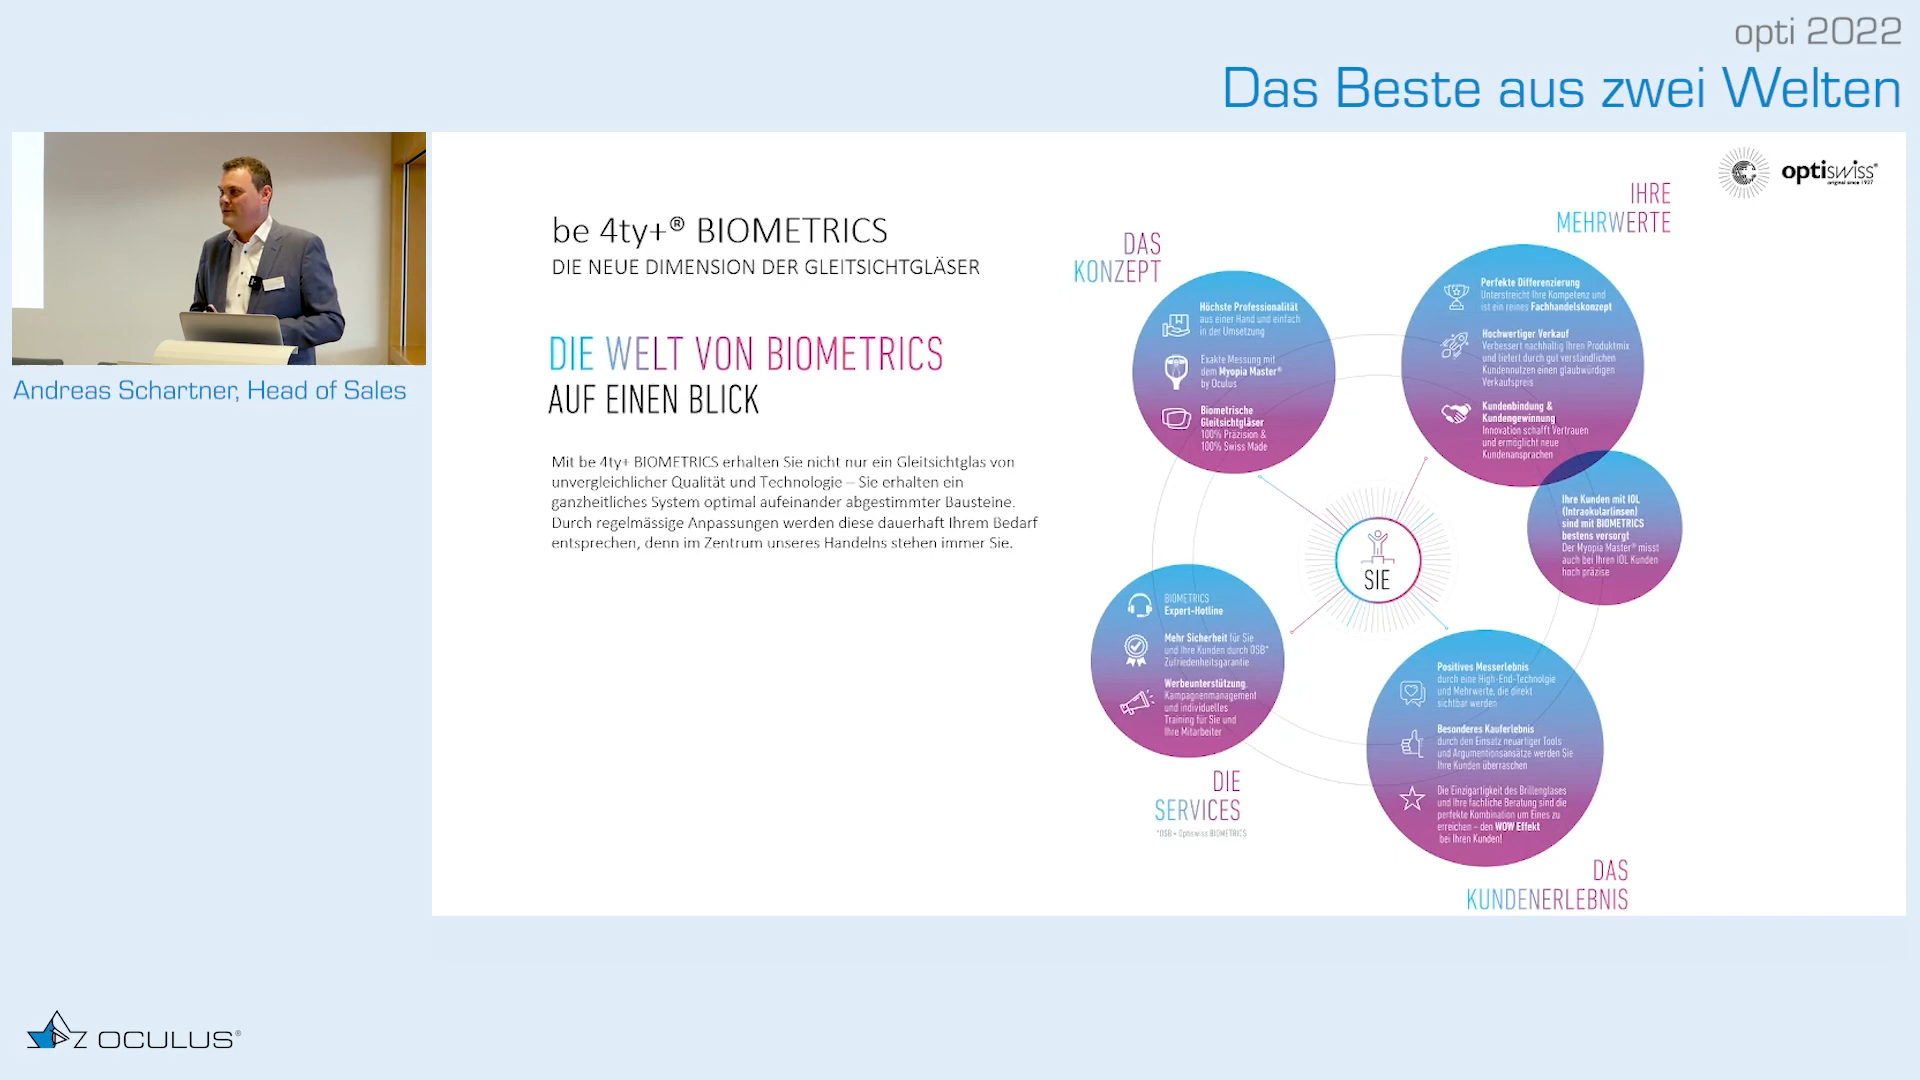 opti 2022
Das Beste aus zwei Welten
Andreas Schartner, Head of Sales
optiswiss®
original since 1937
be 4ty+® BIOMETRICS
DIE NEUE DIMENSION DER GLEITSICHTGLÄSER
DIE WELT VON BIOMETRICS
AUF EINEN BLICK
Mit be 4ty+ BIOMETRICS erhalten Sie nicht nur ein Gleitsichtglas von
unvergleichlicher Qualität und Technologie – Sie erhalten ein
ganzheitliches System optimal aufeinander abgestimmter Bausteine.
Durch regelmässige Anpassungen werden diese dauerhaft Ihrem Bedarf
entsprechen, denn im Zentrum unseres Handelns stehen immer Sie.
DAS
KONZEPT
Höchste Professionalität
aus einer Hand und einfach
in der Umsetzung
Exakte Messung mit
dem Myopia Master®
by Oculus
Biometrische
Gleitsichtgläser
100% Präzision &
100% Swiss Made
IHRE
MEHRWERTE
Perfekte Differenzierung
Unterstreicht Ihre Kompetenz und
ist ein reines Fachhandelskonzept
Hochwertiger Verkauf
Verbessert nachhaltig Ihren Produktmix
und liefert durch gut verständlichen
Kundennutzen einen glaubwürdigen
Verkaufspreis
Kundenbindung &
Kundengewinnung
Innovation schafft Vertrauen
und ermöglicht neue
Kundenansprachen
Ihre Kunden mit IOL
(Intraokularlinsen)
sind mit BIOMETRICS
bestens versorgt
Der Myopia Master® misst
auch bei Ihren IOL Kunden
hoch präzise
SIE
BIOMETRICS
Expert-Hotline
Mehr Sicherheit für Sie
und Ihre Kunden durch OSB*
Zufriedenheitsgarantie
Werbeunterstützung
Kampagnenmanagement
und individuelles
Training für Sie und
Ihre Mitarbeiter
DIE
SERVICES
*OSB = Optiswiss BIOMETRICS
Positives Messerlebnis
durch eine High-End-Technolgie
und Mehrwerte, die direkt
sichtbar werden
Besonderes Kauferlebnis
durch den Einsatz neuartiger Tools
und Argumentionsansätze werden Sie
Ihre Kunden überraschen
Die Einzigartigkeit des Brillenglases
und Ihre fachliche Beratung sind die
perfekte Kombination um Eines zu
erreichen – den WOW Effekt
bei Ihren Kunden!
DAS
KUNDENERLEBNIS
OCULUS®